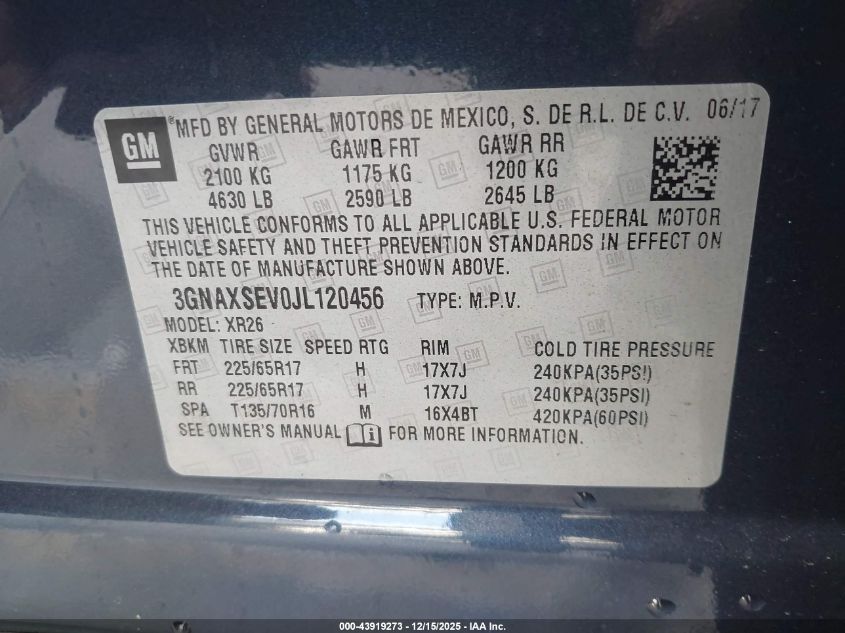 GM ®MFD BY GENERAL MOTORS DE MEXICO, S. DE R.L. DE C.V. 06/17
GVWR GAWR FRT GAWR RR
2100 KG 1175 KG 1200 KG
4630 LB 2590 LB 2645 LB
THIS VEHICLE CONFORMS TO ALL APPLICABLE U.S. FEDERAL MOTOR
VEHICLE SAFETY AND THEFT PREVENTION STANDARDS IN EFFECT ON
THE DATE OF MANUFACTURE SHOWN ABOVE.
3GNAXSEV0JL120456 TYPE: M.P.V.
MODEL: XR26
XBKM TIRE SIZE SPEED RTG RIM COLD TIRE PRESSURE
FRT 225/65R17 H 17X7J 240KPA(35PSI)
RR 225/65R17 H 17X7J 240KPA(35PSI)
SPA T135/70R16 M 16X4BT 420KPA(60PSI)
SEE OWNER'S MANUAL FOR MORE INFORMATION.
000-43919273 - 12/15/2025 - IAA Inc.